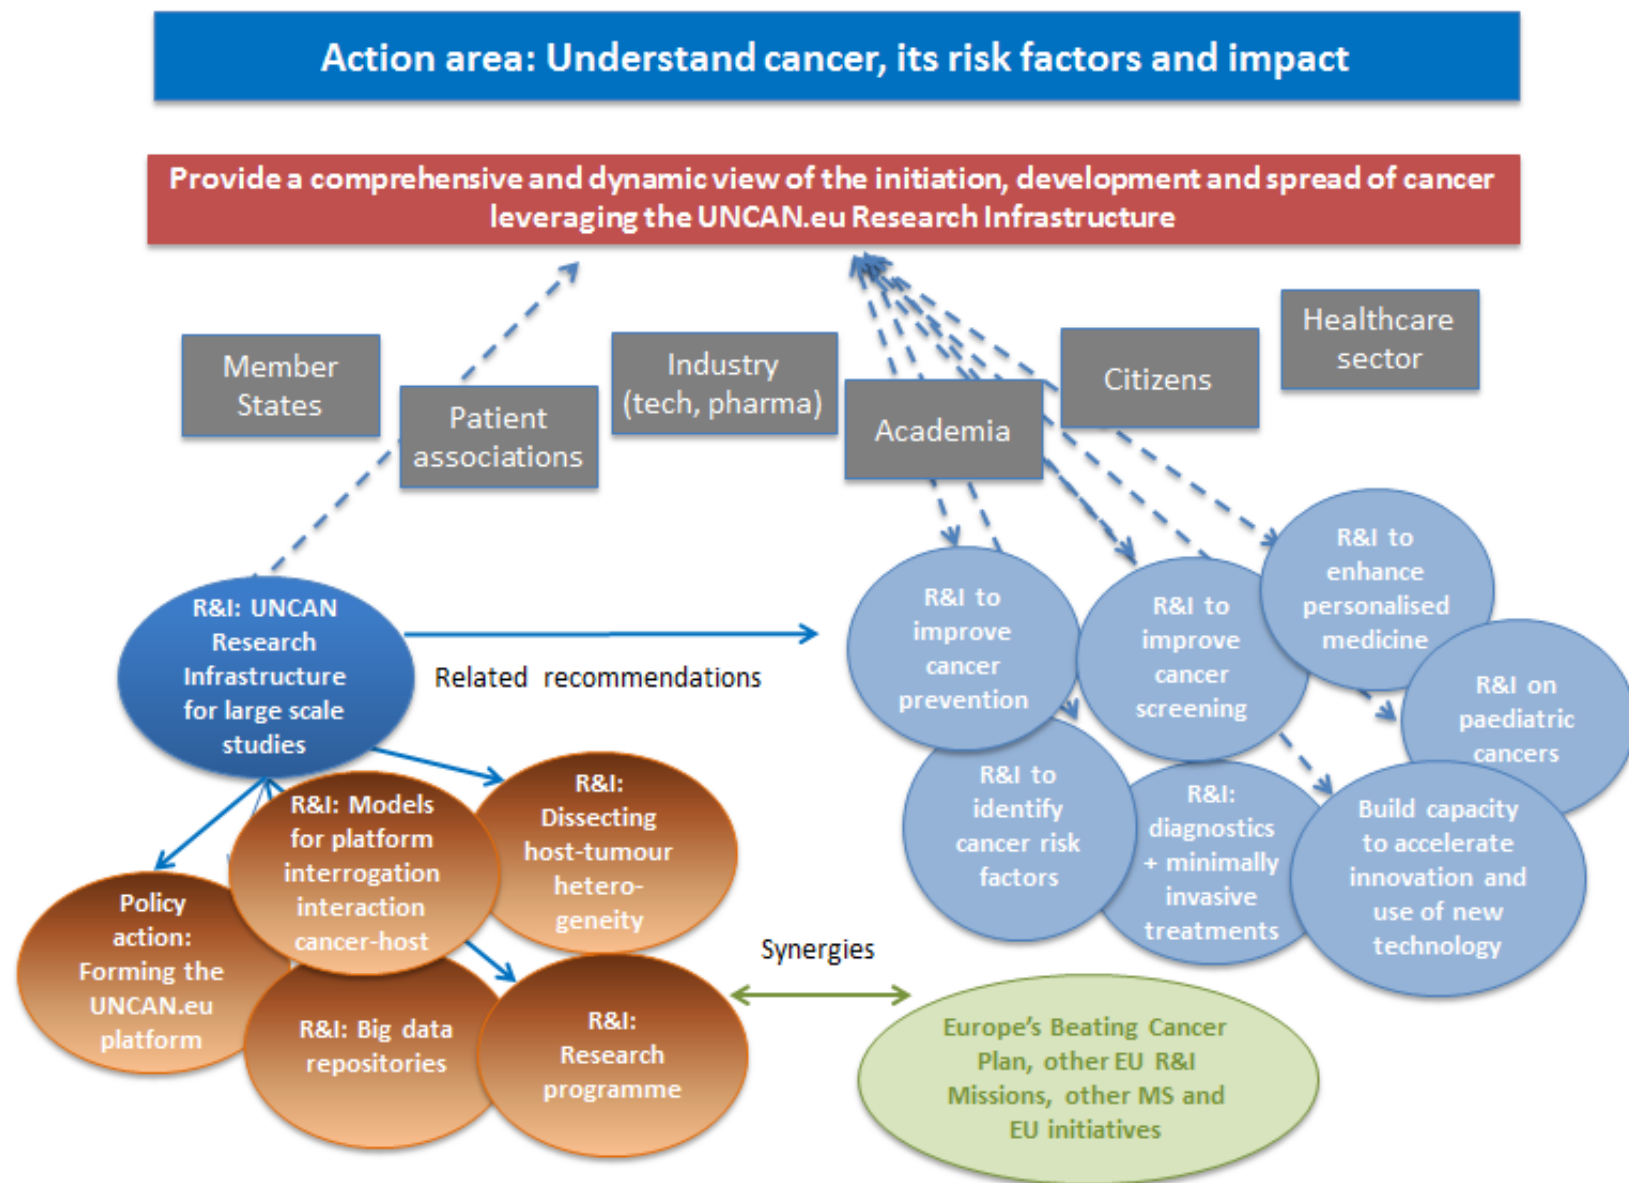 Action area: Understand cancer, its risk factors and impact
Provide a comprehensive and dynamic view of the initiation, development and spread of cancer
leveraging the UNCAN.eu Research Infrastructure
Member
States
Patient
associations
Industry
(tech, pharma)
Academia
Citizens
Healthcare
sector
R&I: UNCAN
Research
Infrastructure
for large scale
studies
Related recommendations
R&I to
improve
cancer
prevention
R&I to
improve
cancer
screening
R&I to
enhance
personalised
medicine
R&I on
paediatric
cancers
R&I to
identify
cancer risk
factors
R&I:
diagnostics
+ minimally
invasive
treatments
Build capacity
to accelerate
innovation and
use of new
technology
Policy
action:
Forming the
UNCAN.eu
platform
R&I: Models
for platform
interrogation
interaction
cancer-host
R&I:
Dissecting
host-tumour
hetero-
geneity
R&I: Big data
repositories
R&I:
Research
programme
Synergies
Europe’s Beating Cancer
Plan, other EU R&I
Missions, other MS and
EU initiatives